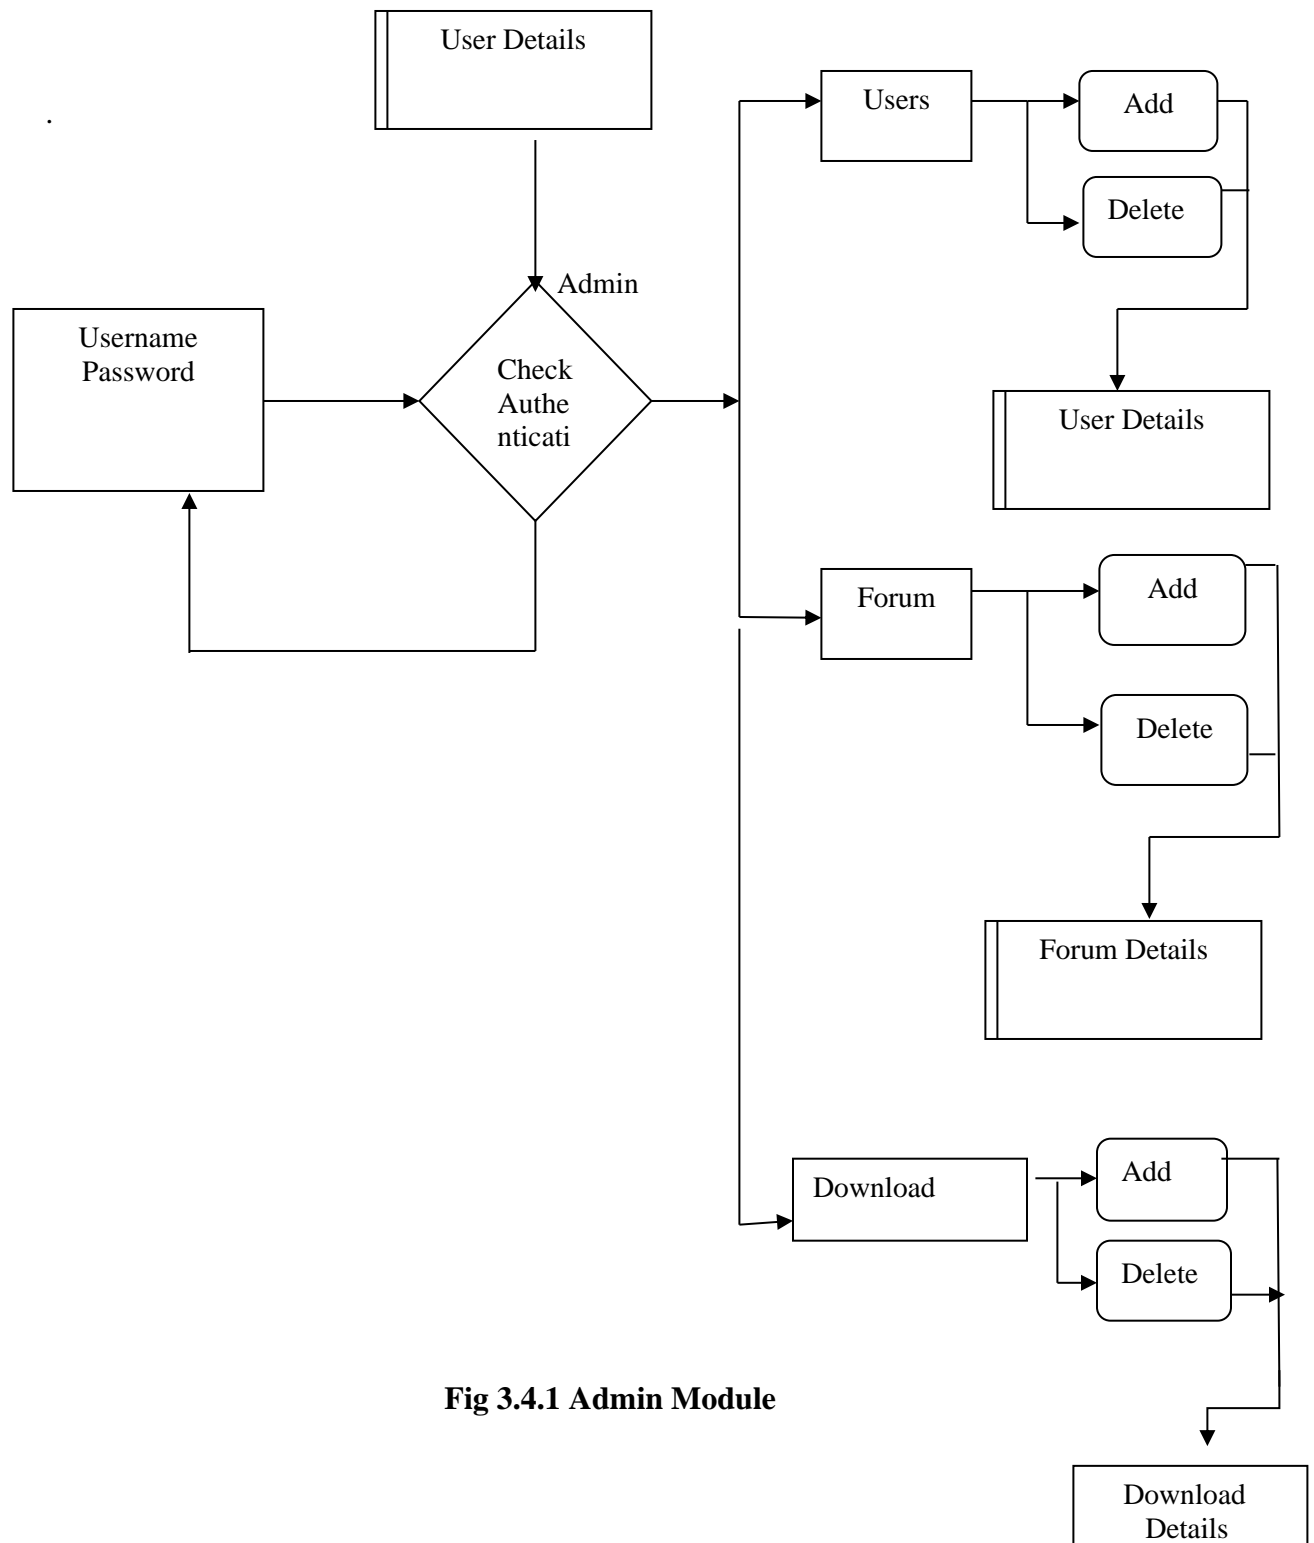 User Details
.
Users
Add
Delete
Admin
Username
Password
Check
Authe
nticati
User Details
Forum
Add
Delete
Forum Details
Download
Add
Delete
Fig 3.4.1 Admin Module
Download
Details